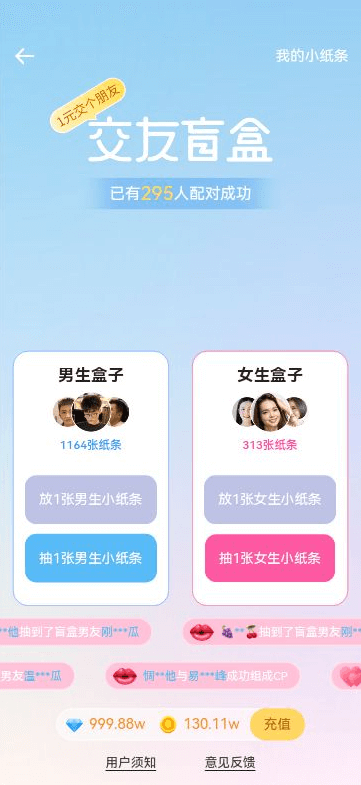 我的小纸条
1元交个朋友
交友盲盒
已有295人配对成功
男生盒子
女生盒子
1164张纸条
313张纸条
放1张男生小纸条
放1张女生小纸条
抽1张男生小纸条
抽1张女生小纸条
**他抽到了盲盒男友刚***瓜
**抽到了盲盒男友刚*
男友温***瓜
惆**他与易***峰成功组成CP
999.88w
130.11w
充值
用户须知
意见反馈